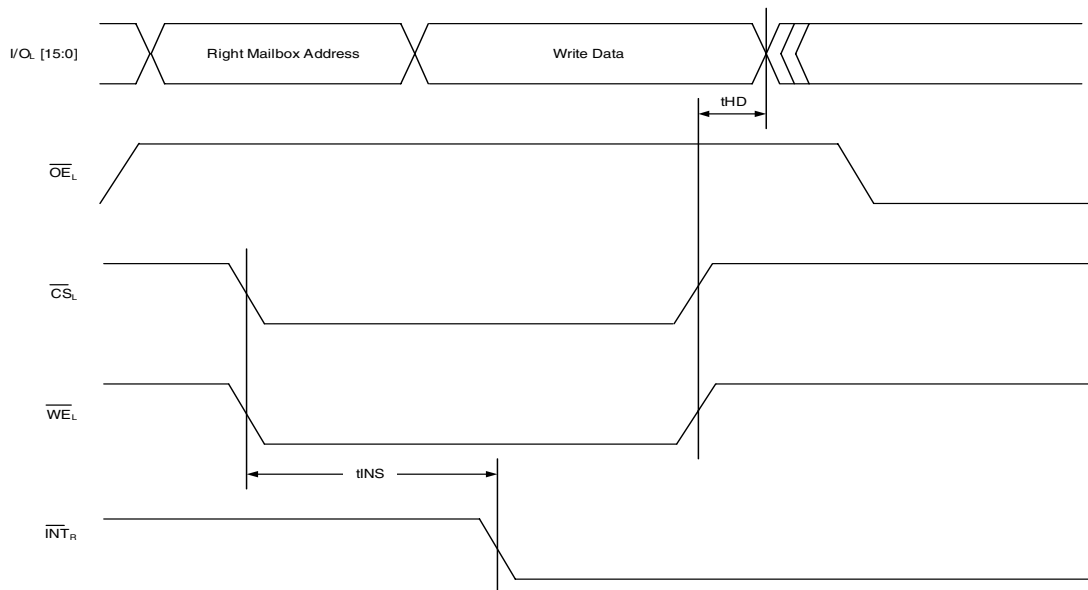 I/OL [15:0]
Right Mailbox Address
Write Data
tHD
OEL
CSL
WEL
tINS
INTR